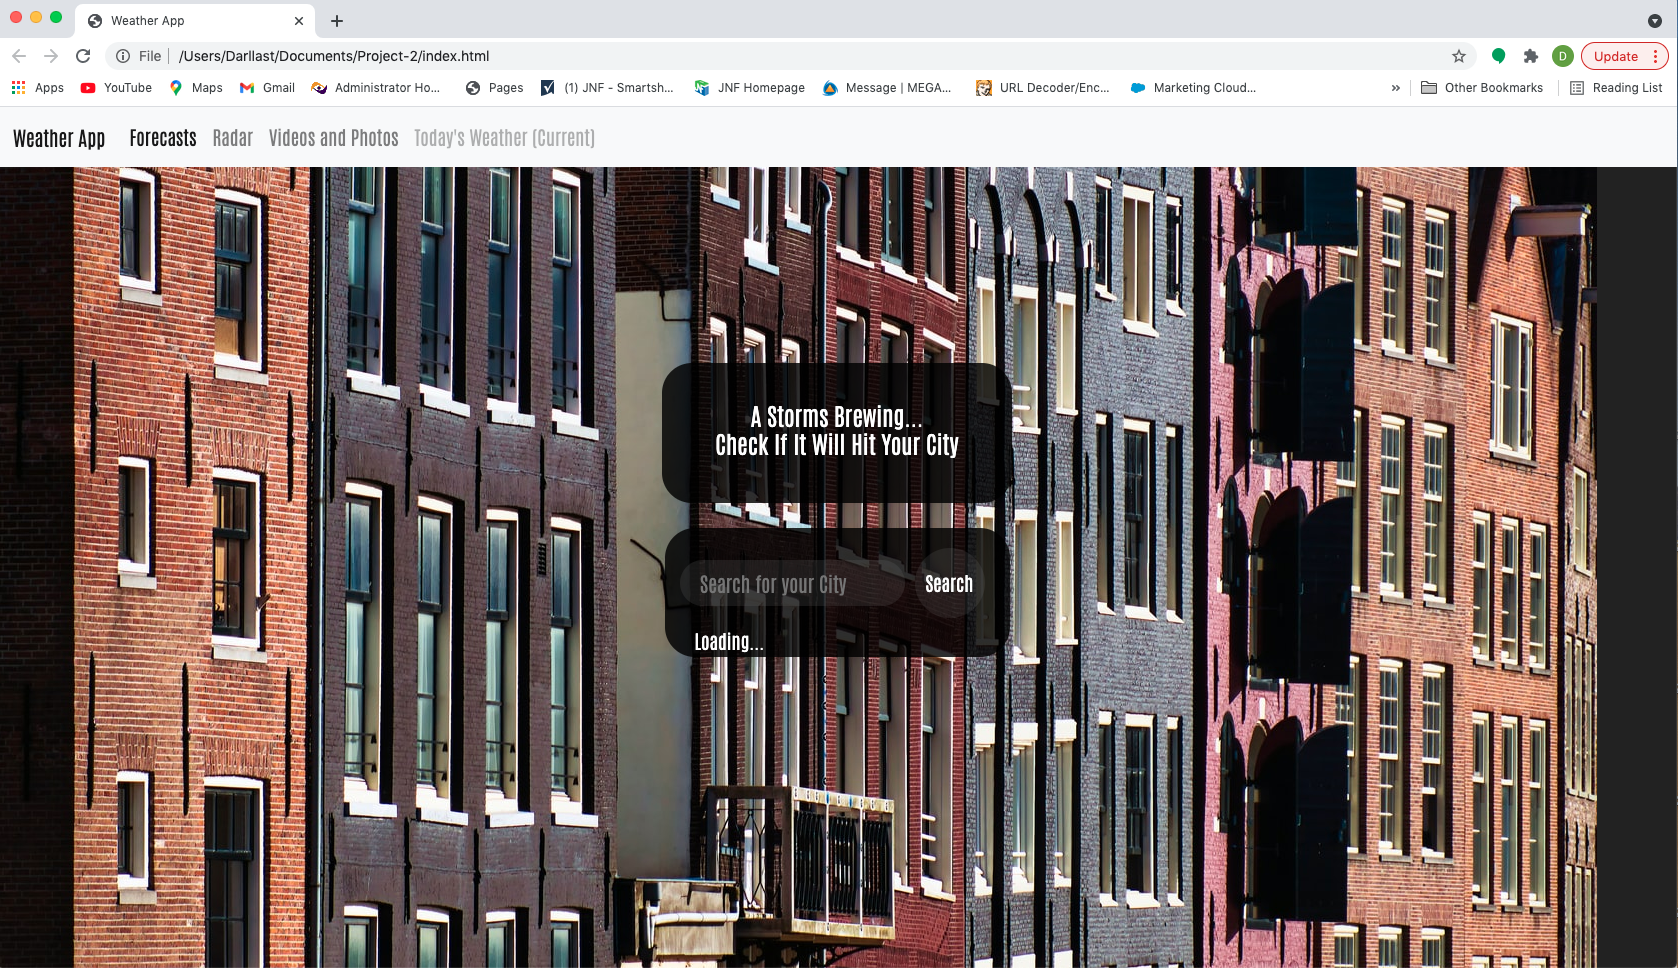 Weather App
File
/Users/Darllast/Documents/Project-2/index.html
D
Update
Apps
YouTube
Maps
Gmail
Administrator Ho...
Pages
(1) JNF - Smartsh...
JNF Homepage
Message | MEGA...
URL Decoder/Enc...
Marketing Cloud...
»
Other Bookmarks
Reading List
Weather App
Forecasts
Radar
Videos and Photos
Today's Weather (Current)
A Storms Brewing...
Check If It Will Hit Your City
Search for your City
Search
Loading...